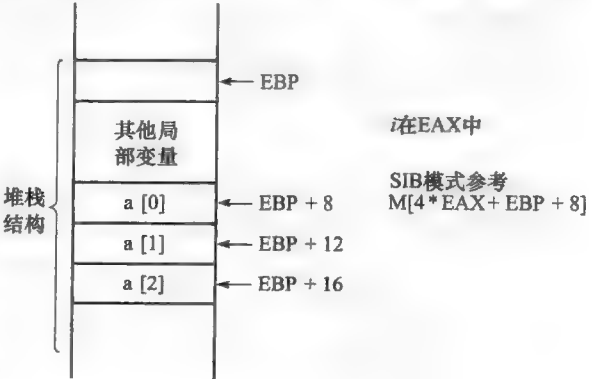 EBP
其他局
部变量
i在EAX中
堆栈
结构
a [0]
EBP + 8
SIB模式参考
M[4*EAX+EBP+8]
a [1]
EBP + 12
a [2]
EBP + 16